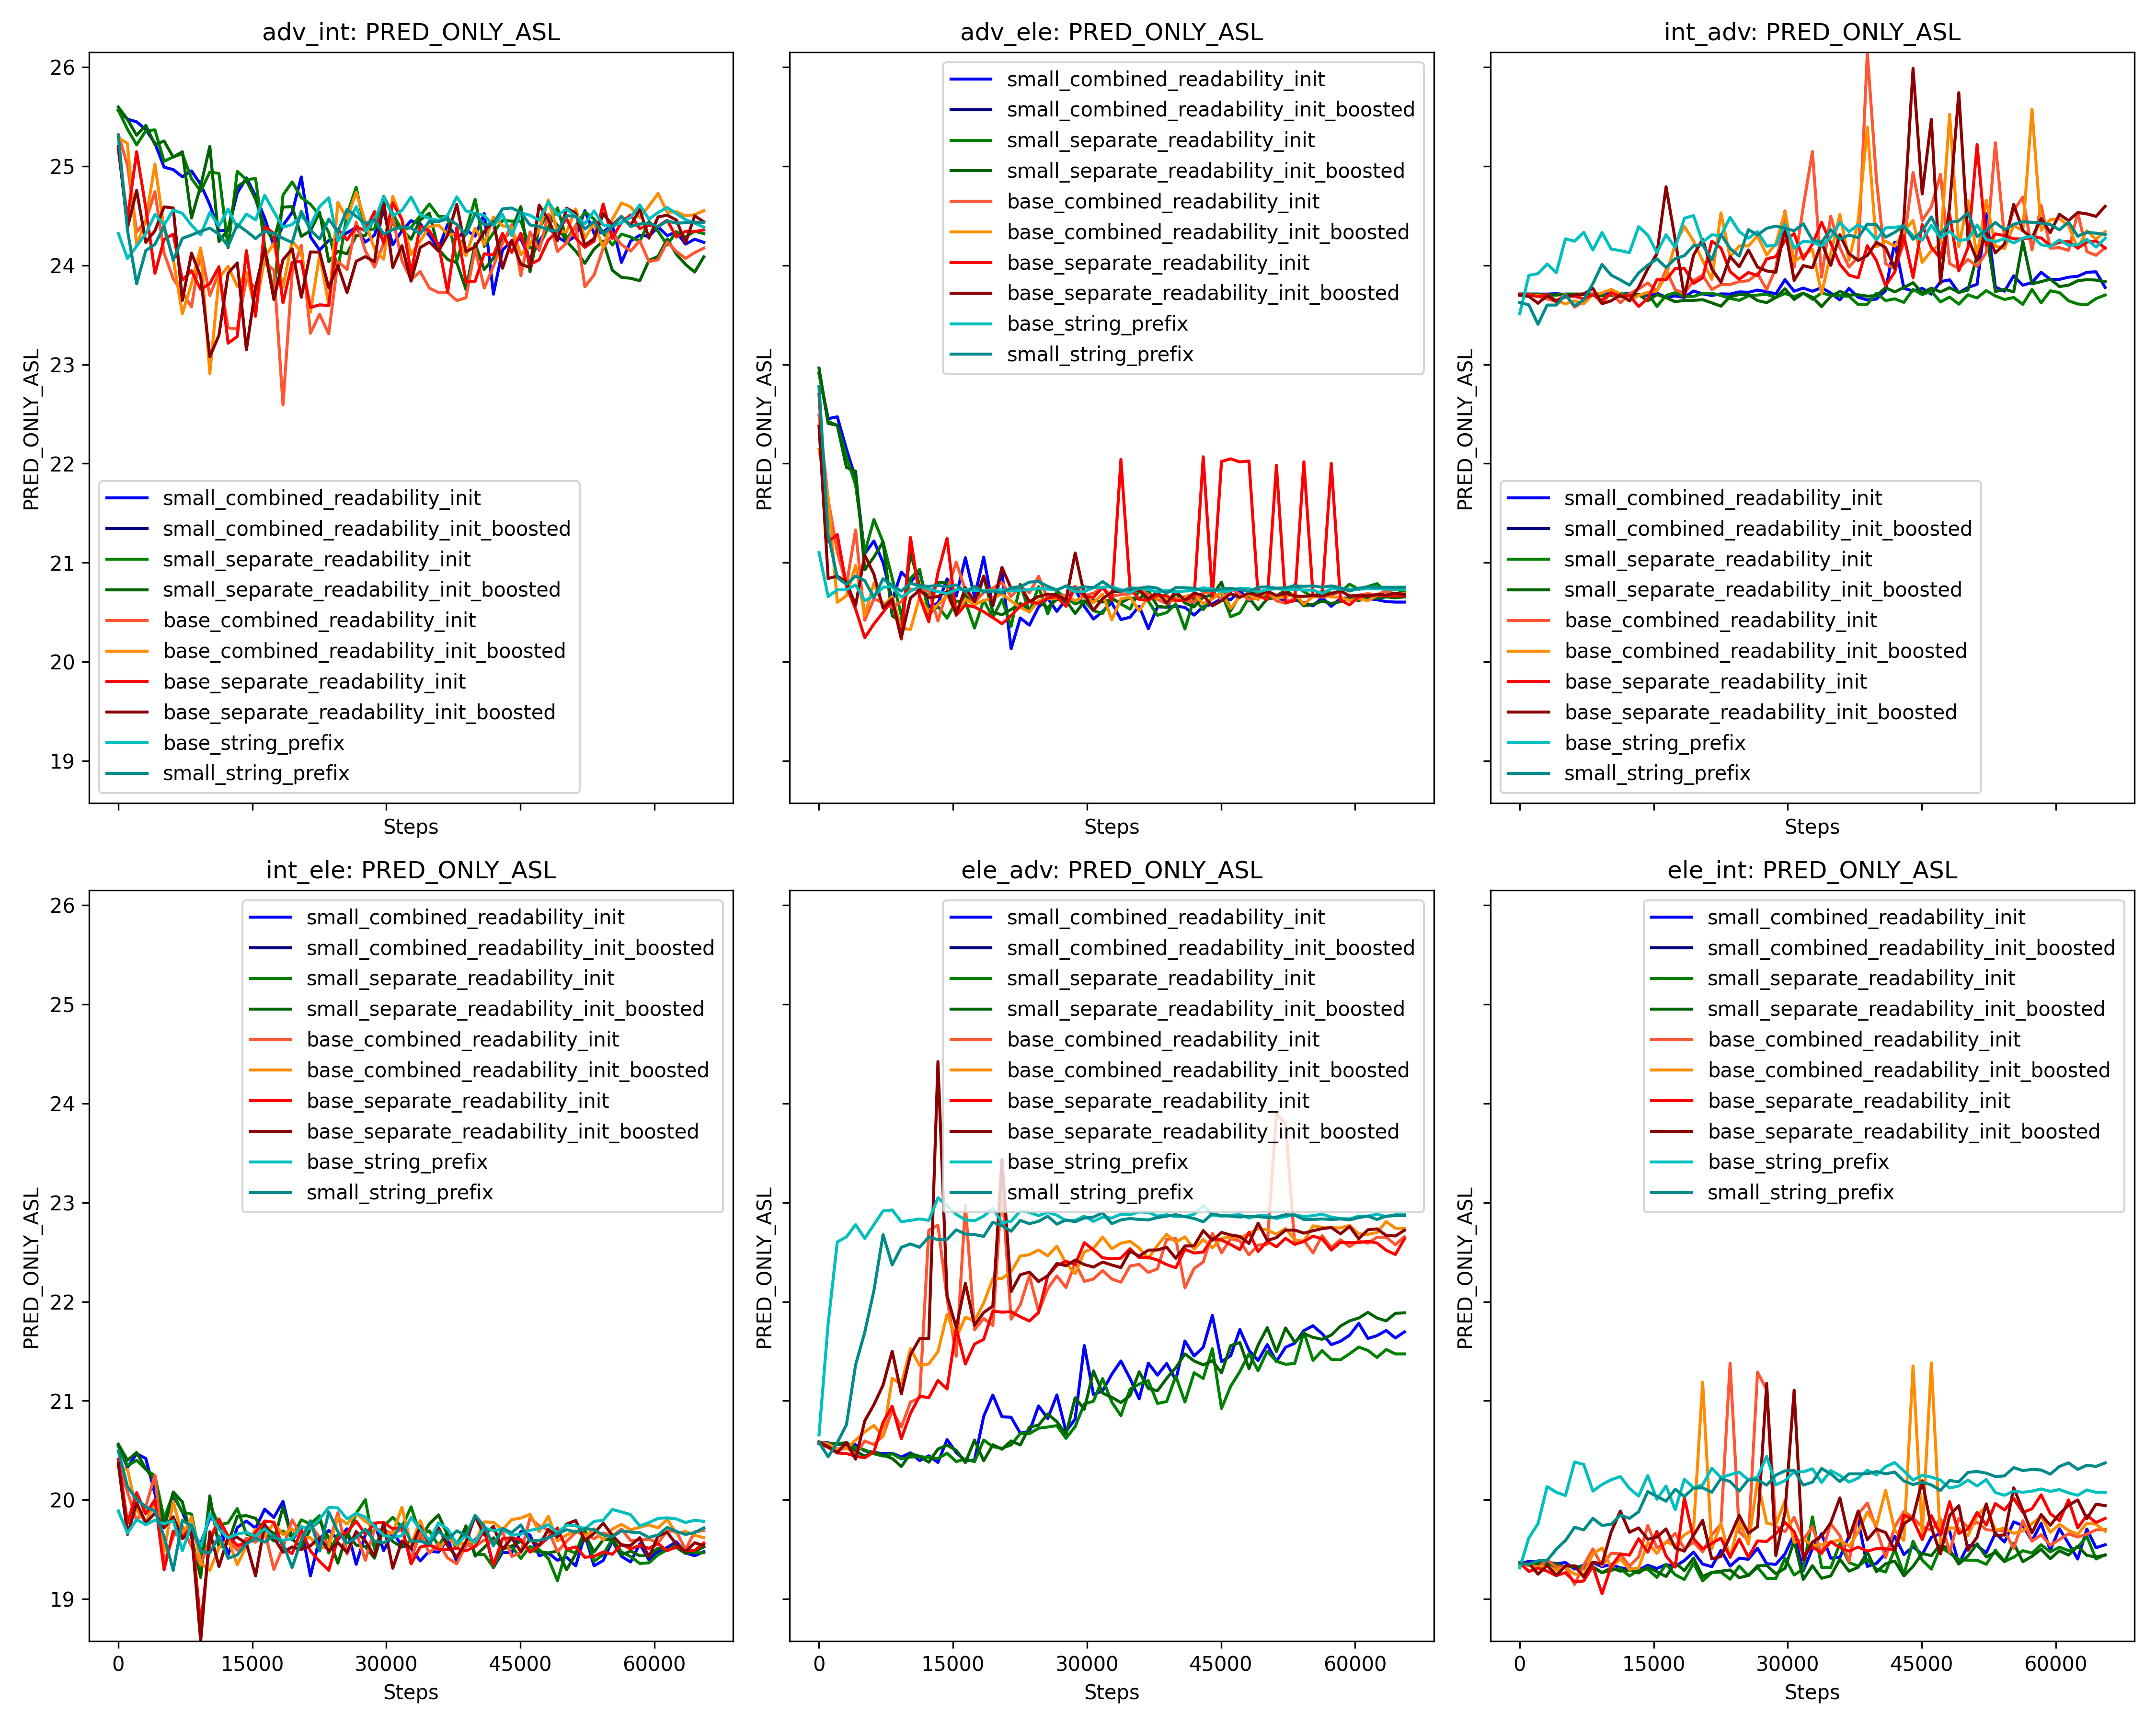 adv_int: PRED_ONLY_ASL
PRED_ONLY_ASL
26
25
24
23
22
21
20
19
small_combined_readability_init
small_combined_readability_init_boosted
small_separate_readability_init
small_separate_readability_init_boosted
base_combined_readability_init
base_combined_readability_init_boosted
base_separate_readability_init
base_separate_readability_init_boosted
base_string_prefix
small_string_prefix
Steps
adv_ele: PRED_ONLY_ASL
PRED_ONLY_ASL
small_combined_readability_init
small_combined_readability_init_boosted
small_separate_readability_init
small_separate_readability_init_boosted
base_combined_readability_init
base_combined_readability_init_boosted
base_separate_readability_init
base_separate_readability_init_boosted
base_string_prefix
small_string_prefix
Steps
int_adv: PRED_ONLY_ASL
PRED_ONLY_ASL
small_combined_readability_init
small_combined_readability_init_boosted
small_separate_readability_init
small_separate_readability_init_boosted
base_combined_readability_init
base_combined_readability_init_boosted
base_separate_readability_init
base_separate_readability_init_boosted
base_string_prefix
small_string_prefix
Steps
int_ele: PRED_ONLY_ASL
PRED_ONLY_ASL
26
25
24
23
22
21
20
19
small_combined_readability_init
small_combined_readability_init_boosted
small_separate_readability_init
small_separate_readability_init_boosted
base_combined_readability_init
base_combined_readability_init_boosted
base_separate_readability_init
base_separate_readability_init_boosted
base_string_prefix
small_string_prefix
0 15000 30000 45000 60000
Steps
ele_adv: PRED_ONLY_ASL
PRED_ONLY_ASL
small_combined_readability_init
small_combined_readability_init_boosted
small_separate_readability_init
small_separate_readability_init_boosted
base_combined_readability_init
base_combined_readability_init_boosted
base_separate_readability_init
base_separate_readability_init_boosted
base_string_prefix
small_string_prefix
0 15000 30000 45000 60000
Steps
ele_int: PRED_ONLY_ASL
PRED_ONLY_ASL
small_combined_readability_init
small_combined_readability_init_boosted
small_separate_readability_init
small_separate_readability_init_boosted
base_combined_readability_init
base_combined_readability_init_boosted
base_separate_readability_init
base_separate_readability_init_boosted
base_string_prefix
small_string_prefix
0 15000 30000 45000 60000
Steps